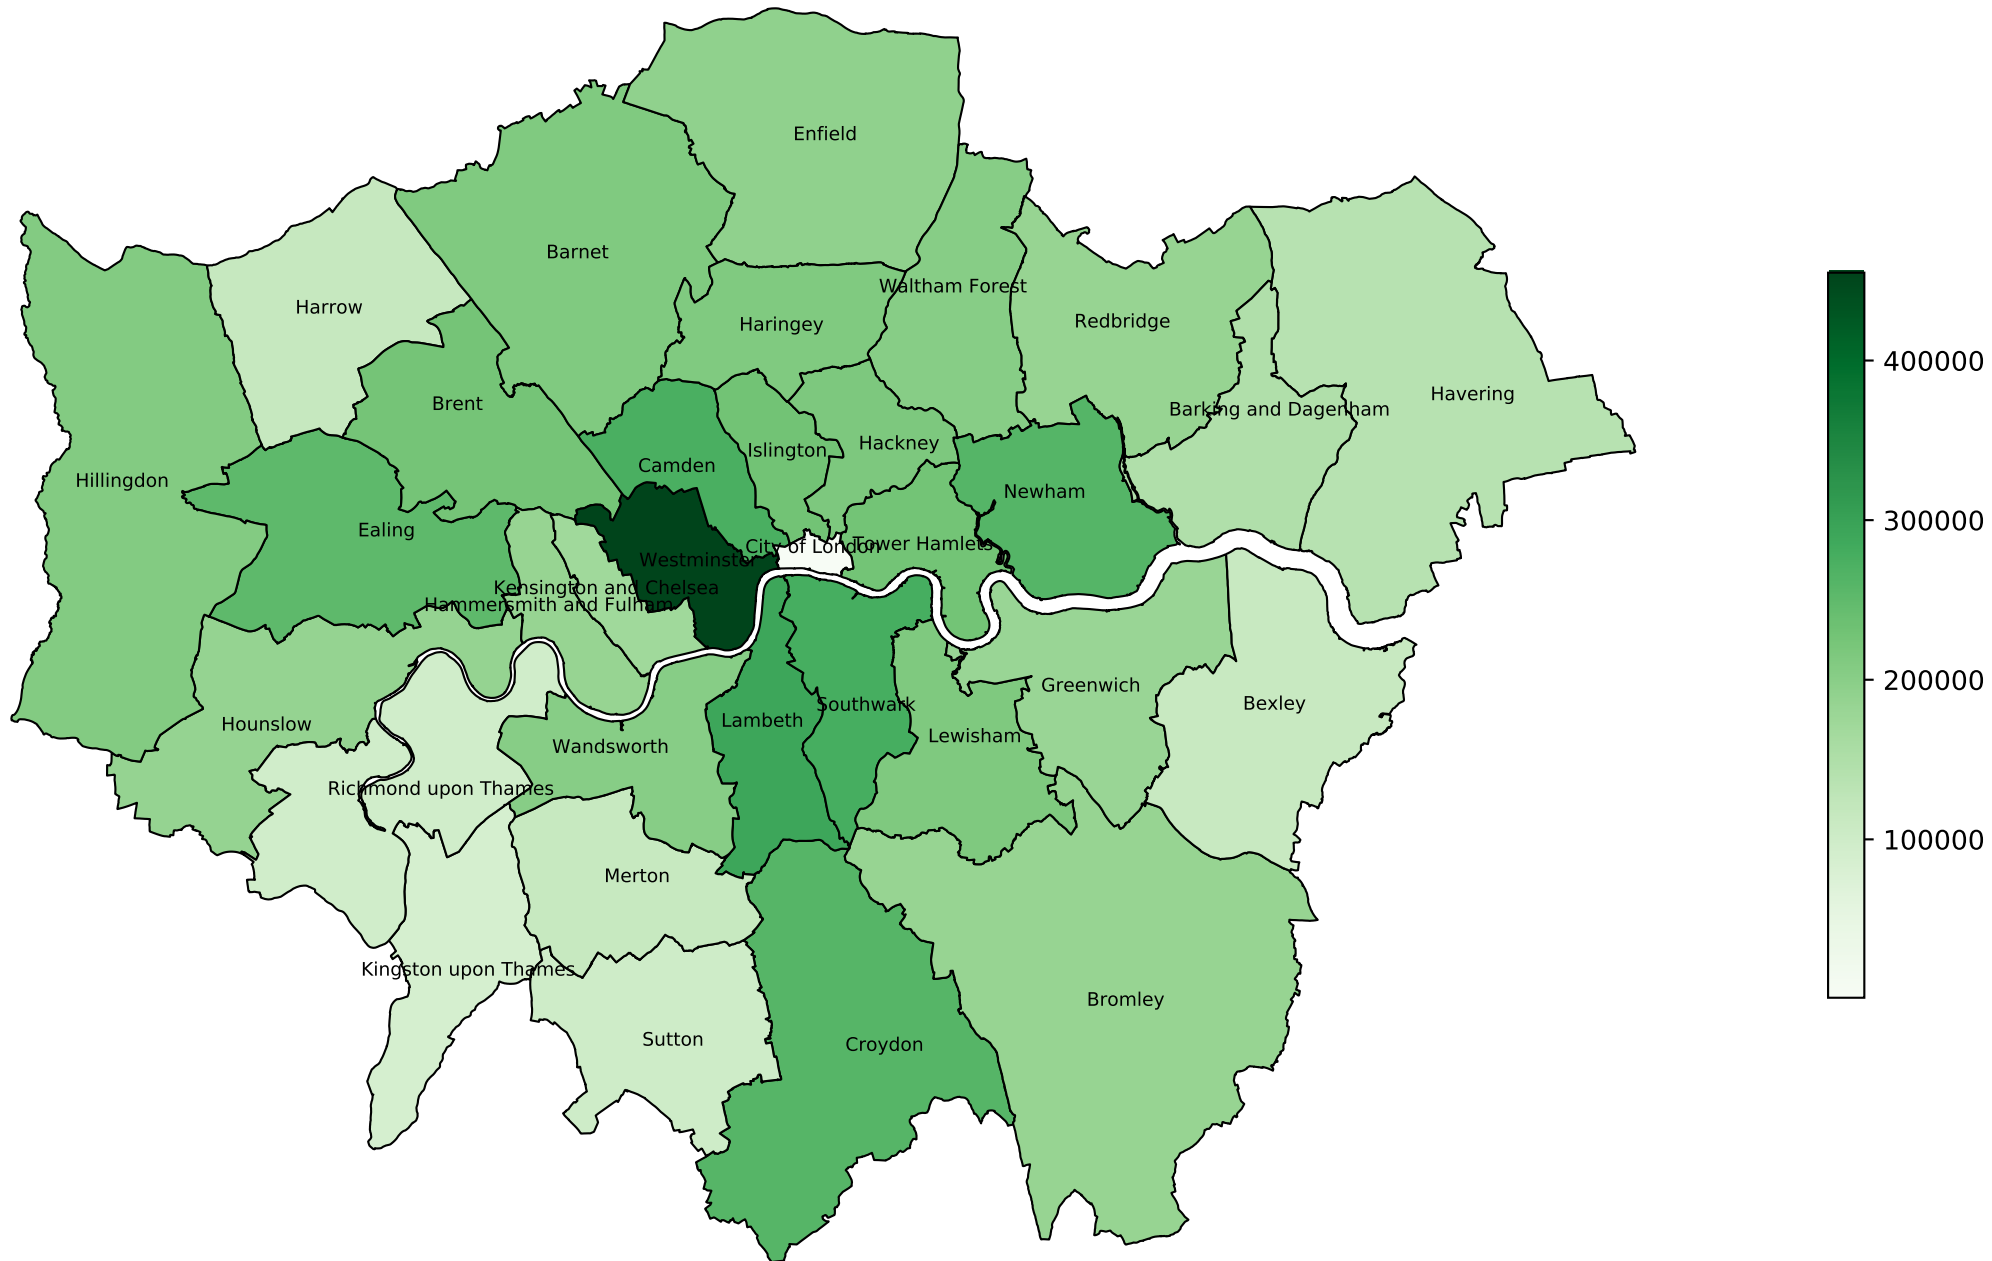 Enfield
Barnet
Waltham Forest
Harrow
Haringey
Redbridge
Havering
Brent
Barking and Dagenham
Hackney
Islington
Camden
Hillingdon
Newham
Ealing
Tower Hamlets
City of London
Westminster
Kensington and Chelsea
Hammersmith and Fulham
Greenwich
Bexley
Southwark
Lambeth
Hounslow
Lewisham
Wandsworth
Richmond upon Thames
Merton
Kingston upon Thames
Bromley
Sutton
Croydon
400000
300000
200000
100000